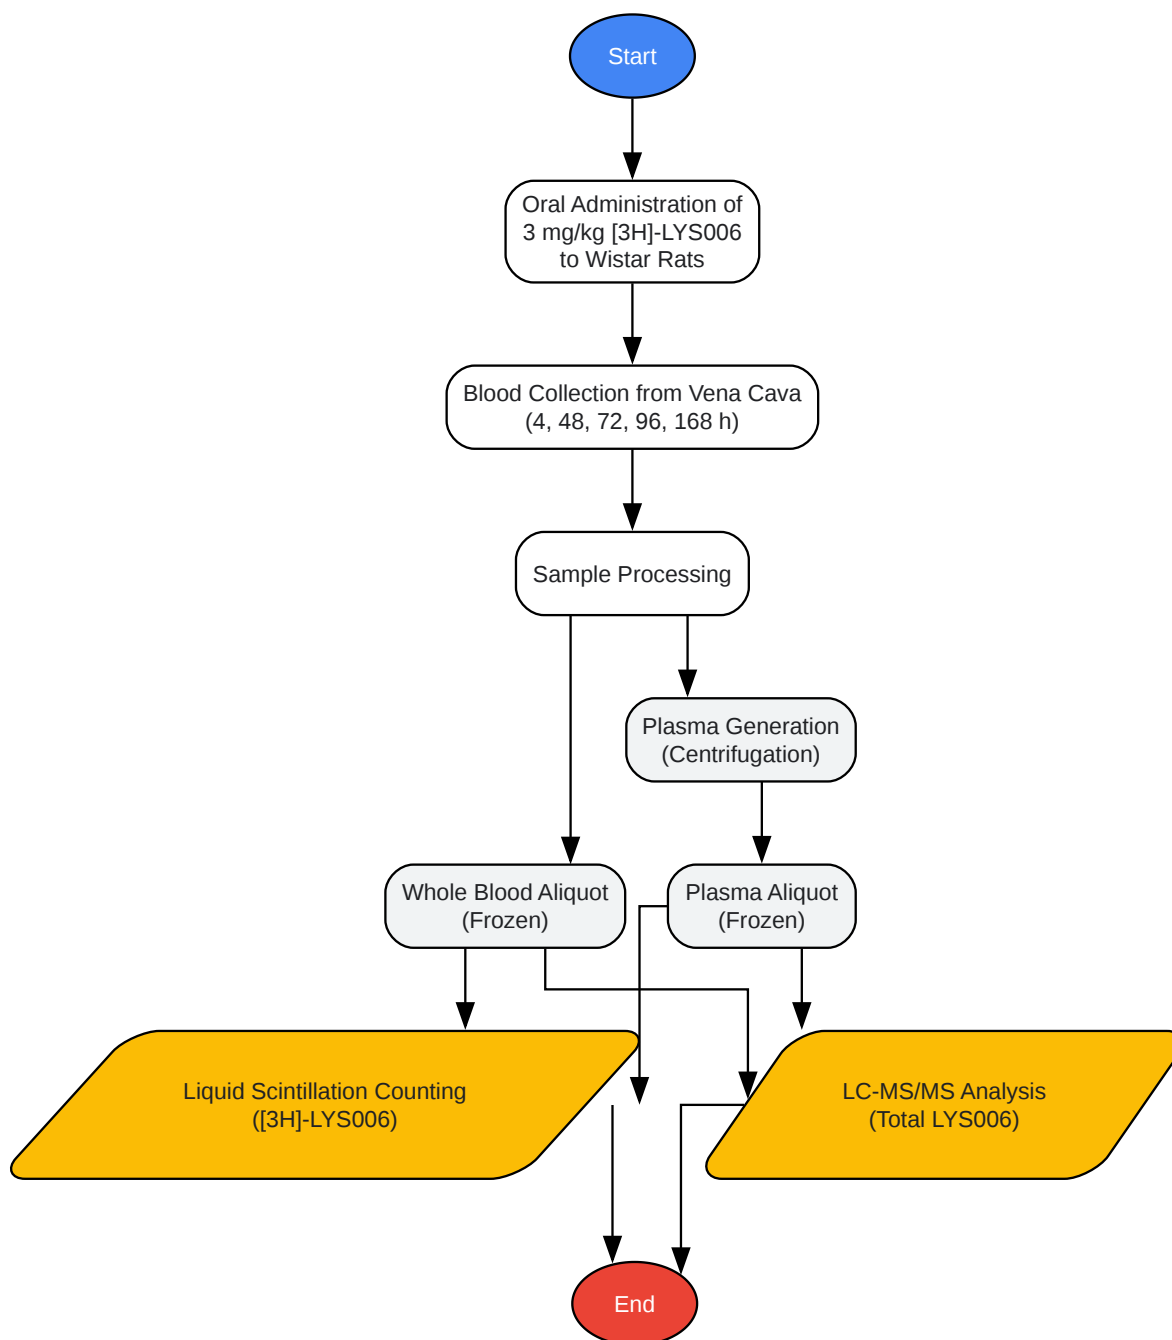 Start
Oral Administration of
3 mg/kg [3H]-LYS006
to Wistar Rats
Blood Collection from Vena Cava
(4, 48, 72, 96, 168 h)
Sample Processing
Plasma Generation
(Centrifugation)
Whole Blood Aliquot
(Frozen)
Plasma Aliquot
(Frozen)
Liquid Scintillation Counting
([3H]-LYS006)
LC-MS/MS Analysis
(Total LYS006)
End